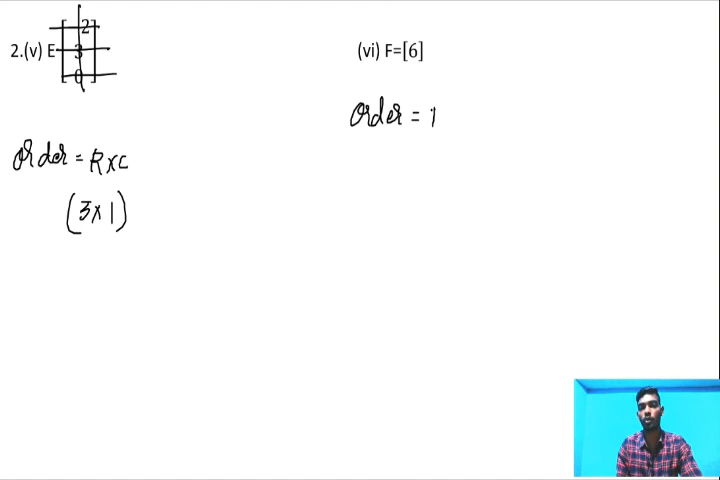 2.(v) E
2
3
0
Order = R×C
(3×1)
(vi) F=[6]
Order = 1